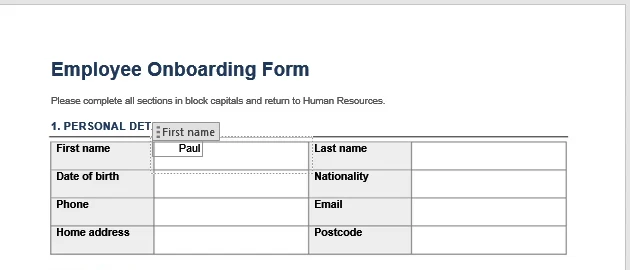 Employee Onboarding Form
Please complete all sections in block capitals and return to Human Resources.
1. PERSONAL DET
First name
First name Paul Last name
Date of birth Nationality
Phone Email
Home address Postcode